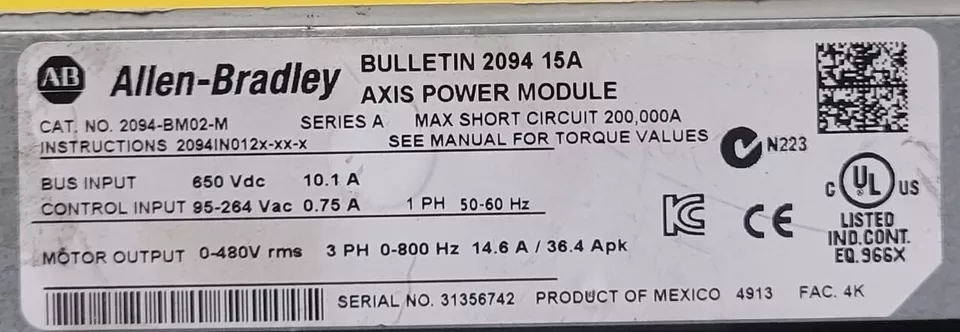 AB Allen-Bradley
BULLETIN 2094 15A
AXIS POWER MODULE
CAT. NO. 2094-BM02-M SERIES A MAX SHORT CIRCUIT 200,000A
INSTRUCTIONS 2094IN012x-xx-x SEE MANUAL FOR TORQUE VALUES
N223
BUS INPUT 650 Vdc 10.1 A
CONTROL INPUT 95-264 Vac 0.75 A 1 PH 50-60 Hz
MOTOR OUTPUT 0-480V rms 3 PH 0-800 Hz 14.6 A / 36.4 Apk
C UL US
LISTED
IND.CONT.
EQ.966X
KC CE
SERIAL NO. 31356742 PRODUCT OF MEXICO 4913 FAC. 4K